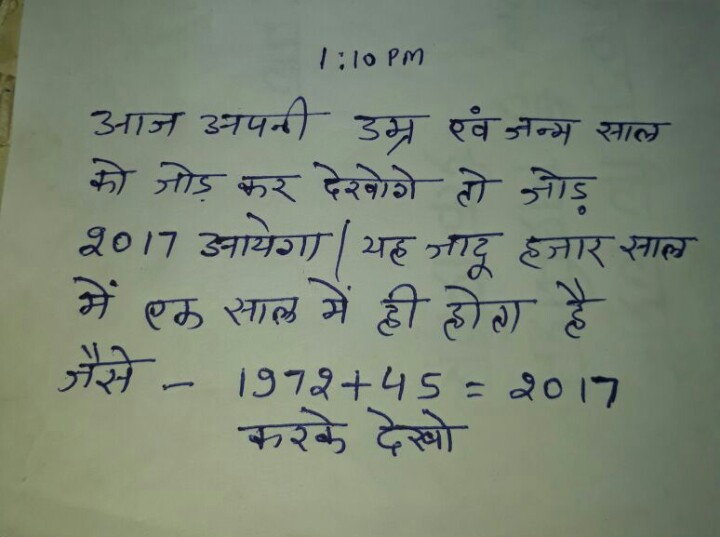 1:10 PM
आज अपनी उम्र एवं जन्म साल
को जोड़ कर देखोगे तो जोड़
2017 आयेगा | यह जादू हजार साल
में एक साल में ही होता है
जैसे - 1972+45 = 2017
करके देखो